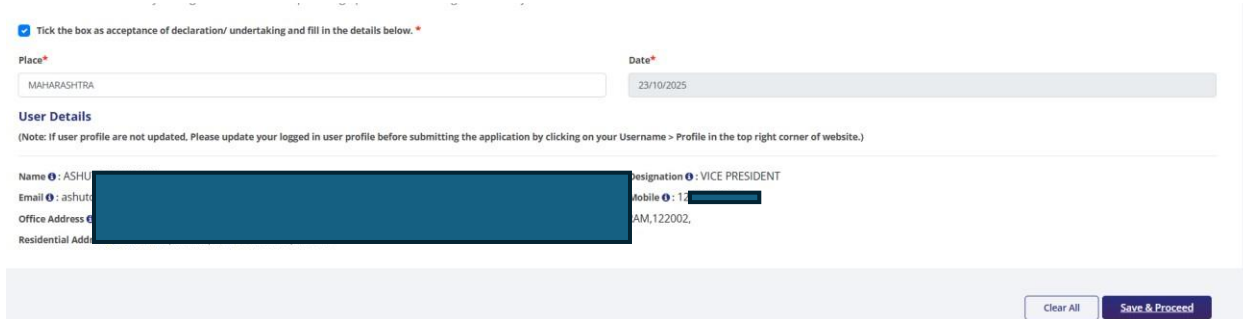 Tick the box as acceptance of declaration/ undertaking and fill in the details below. *
Place* Date*
MAHARASHTRA 23/10/2025
User Details
(Note: If user profile are not updated, Please update your logged in user profile before submitting the application by clicking on your Username > Profile in the top right corner of website.)
Name : ASHU Designation : VICE PRESIDENT
Email : ashuto Mobile : 12
Office Address AM,122002,
Residential Addr
Clear All Save & Proceed